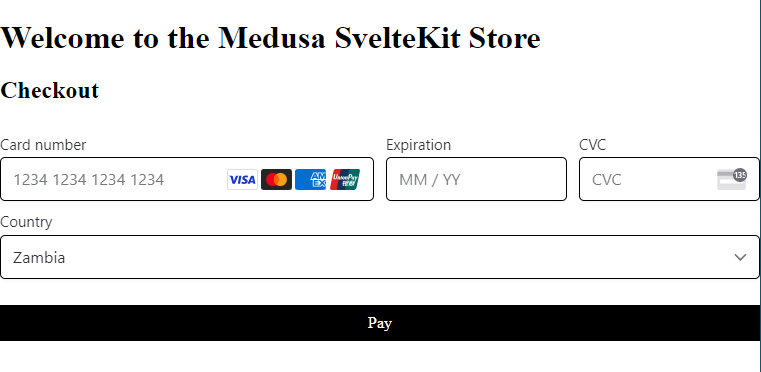 Welcome to the Medusa SvelteKit Store
Checkout
Card number
Expiration
CVC
1234 1234 1234 1234
VISA
AM EX
UnionPay
银联
MM / YY
CVC
135
Country
Zambia
Pay